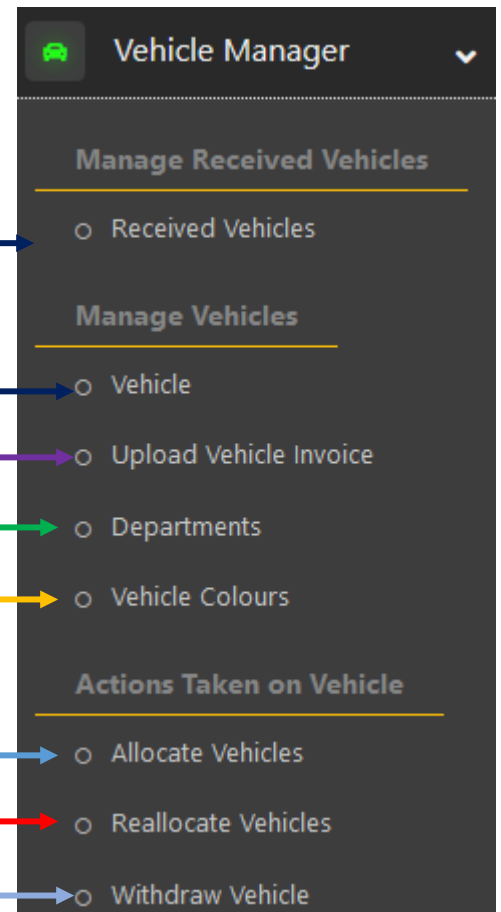 Vehicle Manager
Manage Received Vehicles
Received Vehicles
Manage Vehicles
Vehicle
Upload Vehicle Invoice
Departments
Vehicle Colours
Actions Taken on Vehicle
Allocate Vehicles
Reallocate Vehicles
Withdraw Vehicle